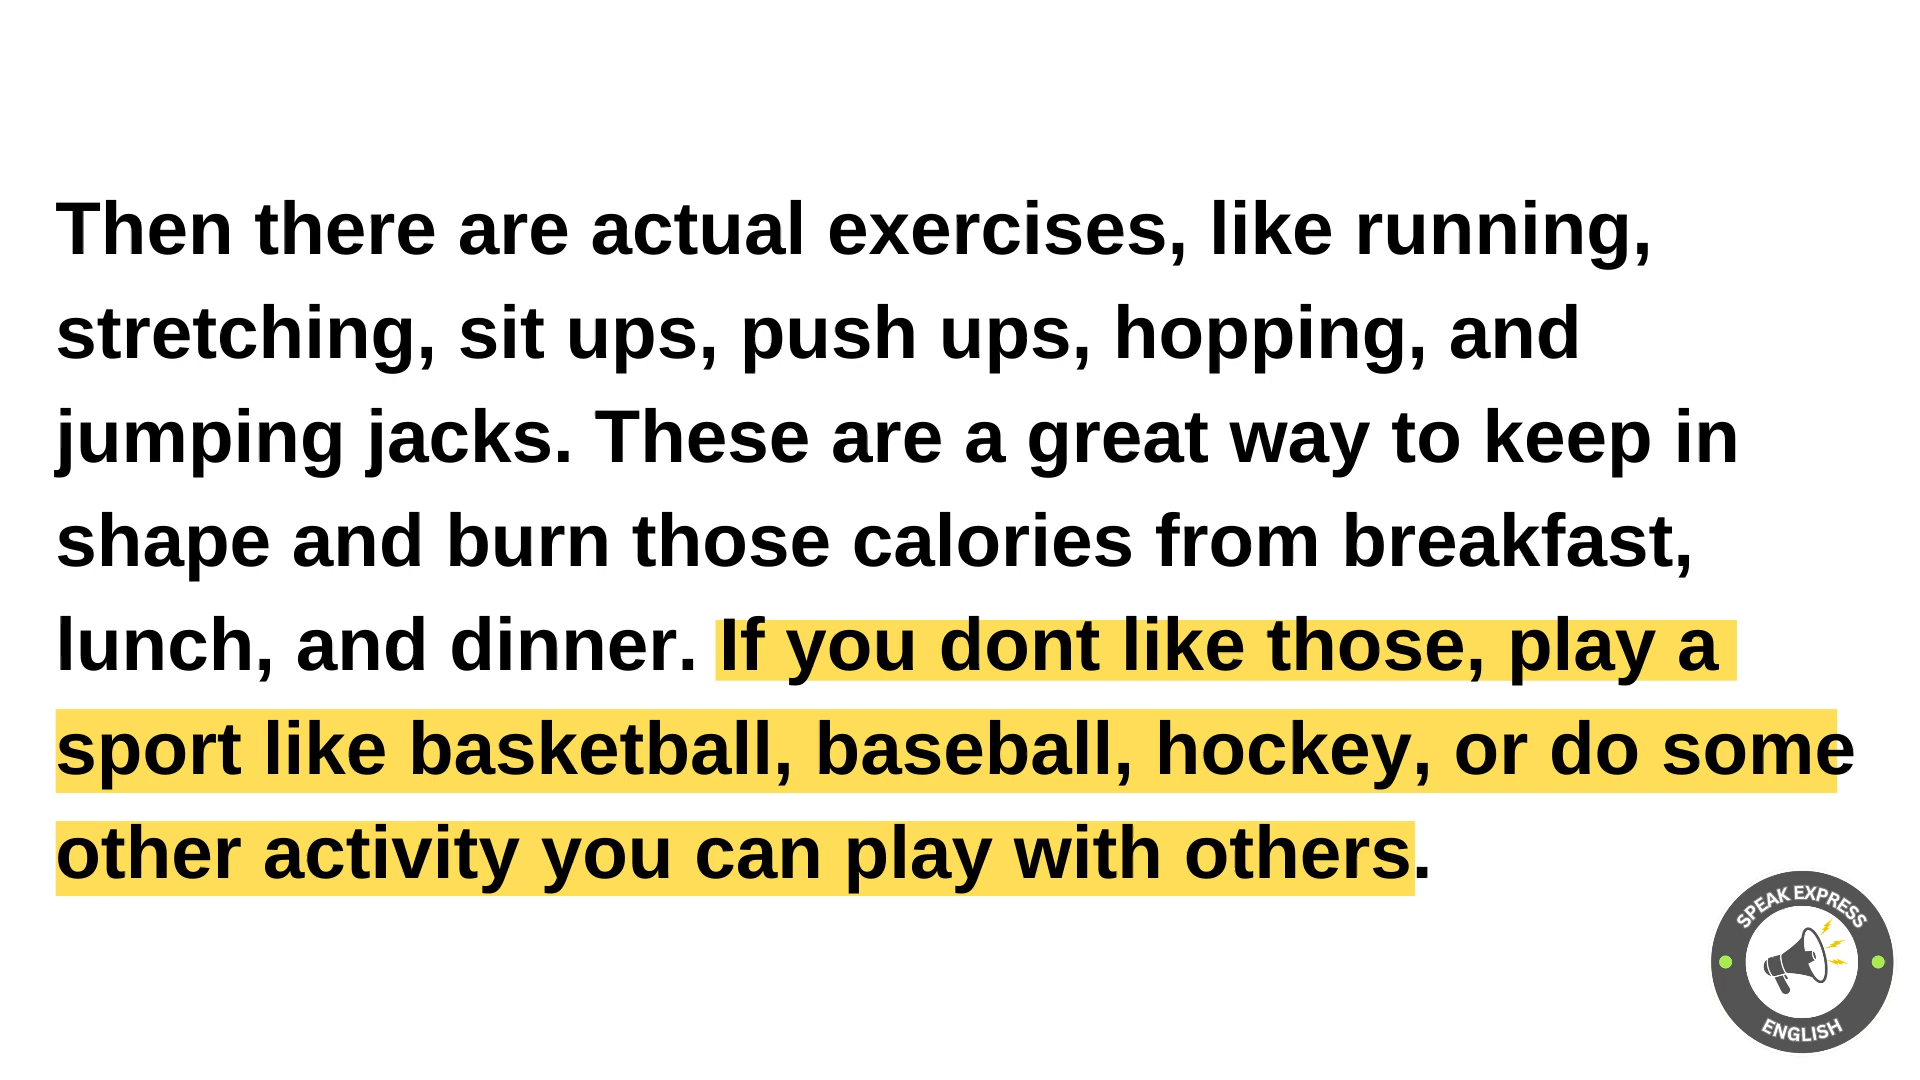 Then there are actual exercises, like running,
stretching, sit ups, push ups, hopping, and
jumping jacks. These are a great way to keep in
shape and burn those calories from breakfast,
lunch, and dinner. If you dont like those, play a
sport like basketball, baseball, hockey, or do some
other activity you can play with others.
SPEAK EXPRESS
ENGLISH